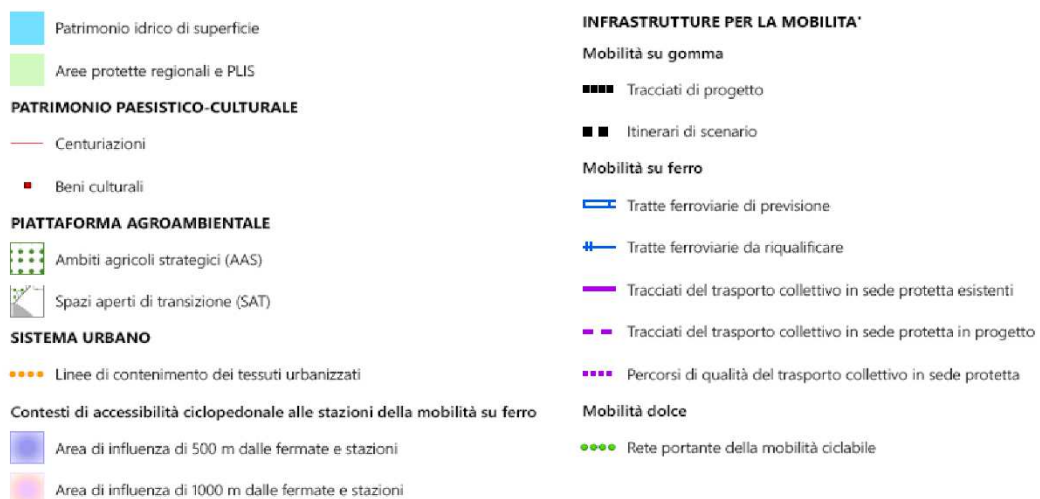 Patrimonio idrico di superficie
Aree protette regionali e PLIS
PATRIMONIO PAESISTICO-CULTURALE
Centuriazioni
Beni culturali
PIATTAFORMA AGROAMBIENTALE
Ambiti agricoli strategici (AAS)
Spazi aperti di transizione (SAT)
SISTEMA URBANO
Linee di contenimento dei tessuti urbanizzati
Contesti di accessibilità ciclopedonale alle stazioni della mobilità su ferro
Area di influenza di 500 m dalle fermate e stazioni
Area di influenza di 1000 m dalle fermate e stazioni
INFRASTRUTTURE PER LA MOBILITA'
Mobilità su gomma
Tracciati di progetto
Itinerari di scenario
Mobilità su ferro
Tratte ferroviarie di previsione
Tratte ferroviarie da riqualificare
Tracciati del trasporto collettivo in sede protetta esistenti
Tracciati del trasporto collettivo in sede protetta in progetto
Percorsi di qualità del trasporto collettivo in sede protetta
Mobilità dolce
Rete portante della mobilità ciclabile